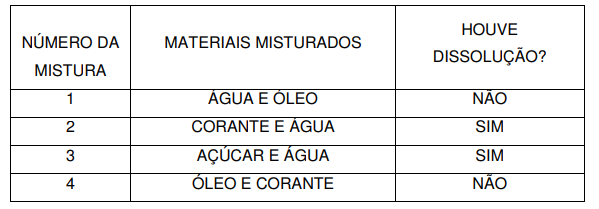 NÚMERO DA
MISTURA
MATERIAIS MISTURADOS
HOUVE
DISSOLUÇÃO?
1 ÁGUA E ÓLEO NÃO
2 CORANTE E ÁGUA SIM
3 AÇÚCAR E ÁGUA SIM
4 ÓLEO E CORANTE NÃO